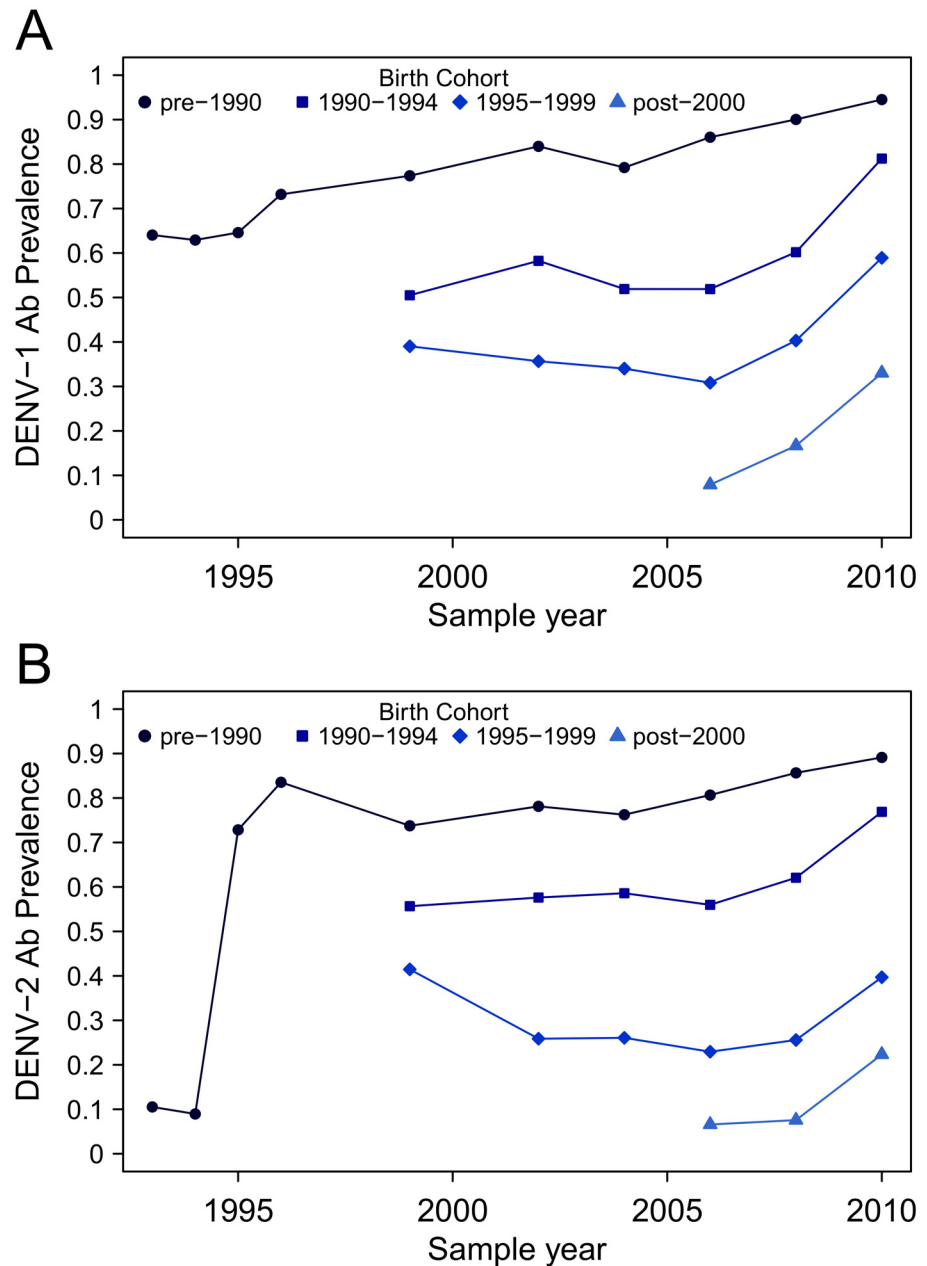 A
Birth Cohort
pre−1990 1990−1994 1995−1999 post−2000
1
0.9
0.8
0.7
0.6
0.5
0.4
0.3
0.2
0.1
0
DENV−1 Ab Prevalence
1995 2000 2005 2010
Sample year
B
Birth Cohort
pre−1990 1990−1994 1995−1999 post−2000
1
0.9
0.8
0.7
0.6
0.5
0.4
0.3
0.2
0.1
0
DENV−2 Ab Prevalence
1995 2000 2005 2010
Sample year